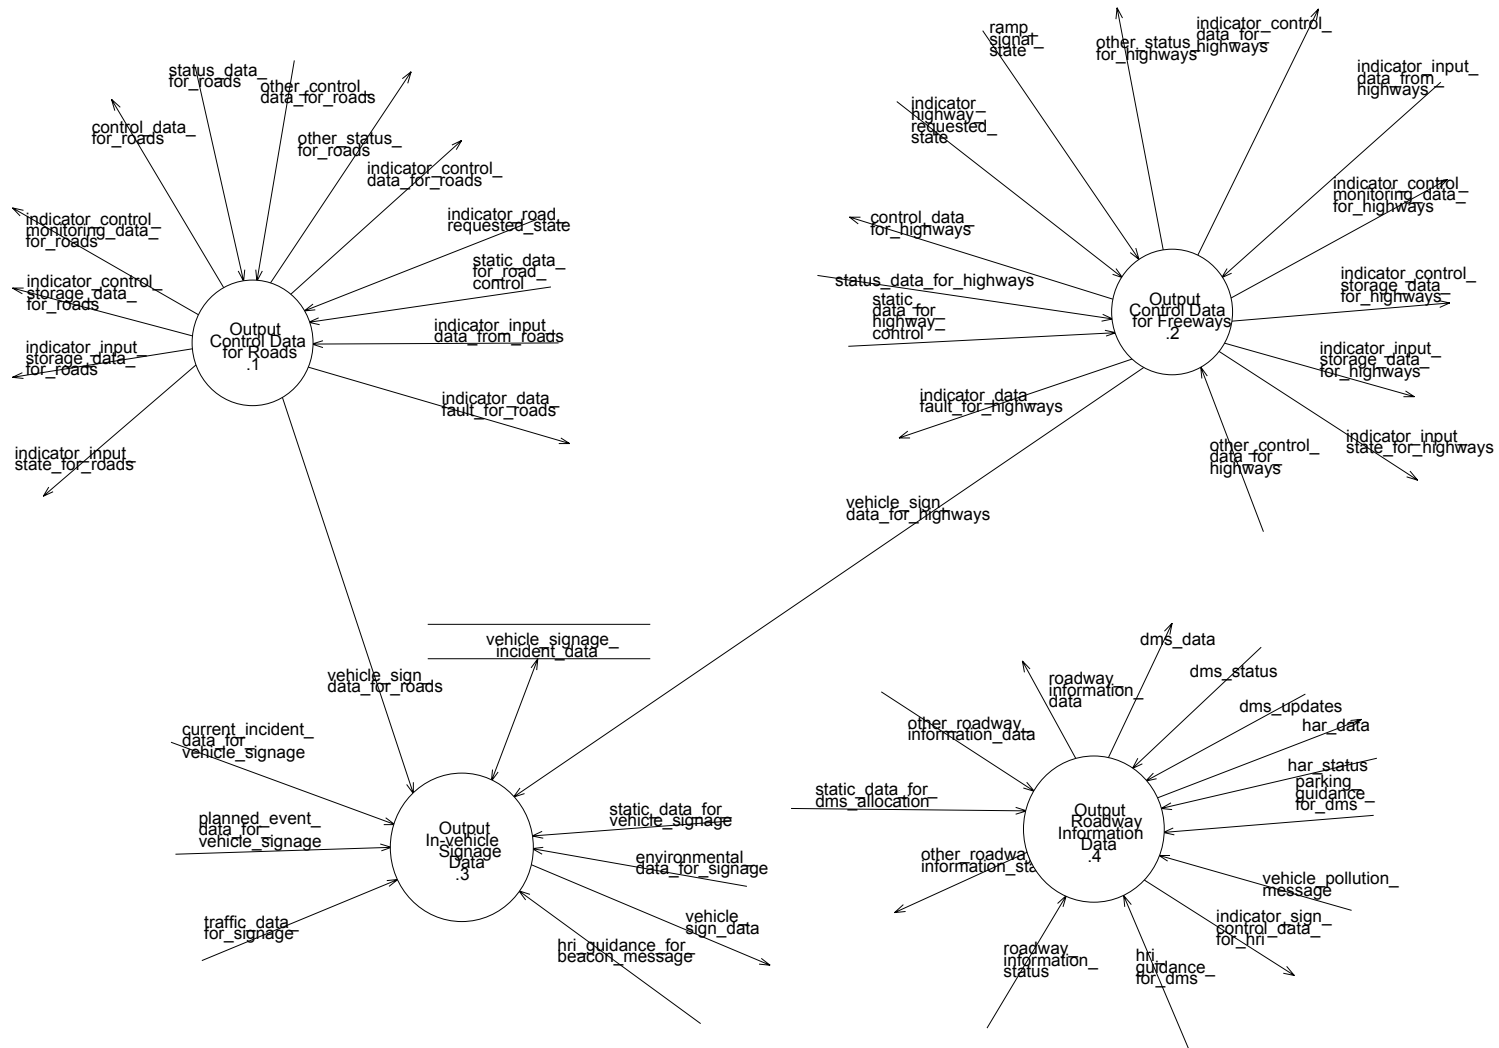 status_data_
for_roads
other_control_
data_for_roads
control_data_
for_roads
other_status_
for_roads
indicator_control_
data_for_roads
indicator_control_
monitoring_data_
for_roads
indicator_road_
requested_state
static_data_
for_road_
control
indicator_control_
storage_data_
for_roads
indicator_input_
data_from_roads
indicator_input_
storage_data_
for_roads
Output
Control Data
for Roads
.1
indicator_data_
fault_for_roads
indicator_input_
state_for_roads
ramp_
signal_
state
other_status_
for_highways
indicator_control_
data_for_
highways
indicator_input_
data_from_
highways
indicator_
highway_
requested_
state
indicator_control_
monitoring_data_
for_highways
control_data_
for_highways
status_data_for_highways
static_
data_for_
highway_
control
Output
Control Data
for Freeways
.2
indicator_control_
storage_data_
for_highways
indicator_input_
storage_data_
for_highways
indicator_data_
fault_for_highways
other_control_
data_for_
highways
indicator_input_
state_for_highways
vehicle_sign_
data_for_highways
vehicle_signage_
incident_data
vehicle_sign_
data_for_roads
current_incident_
data_for_
vehicle_signage
planned_event_
data_for_
vehicle_signage
traffic_data_
for_signage
Output
In-vehicle
Signage
Data
.3
static_data_for_
vehicle_signage
environmental_
data_for_signage
vehicle_
sign_data
hri_guidance_for_
beacon_message
dms_data
dms_status
roadway_
information_
data
dms_updates
har_data
other_roadway_
information_data
har_status
parking_
guidance_
for_dms
static_data_for_
dms_allocation
Output
Roadway
Information
Data
.4
other_roadwa
information_sta
vehicle_pollution_
message
indicator_sign_
control_data_
for_hri
roadway_
information_
status
hri_
guidance_
for_dms